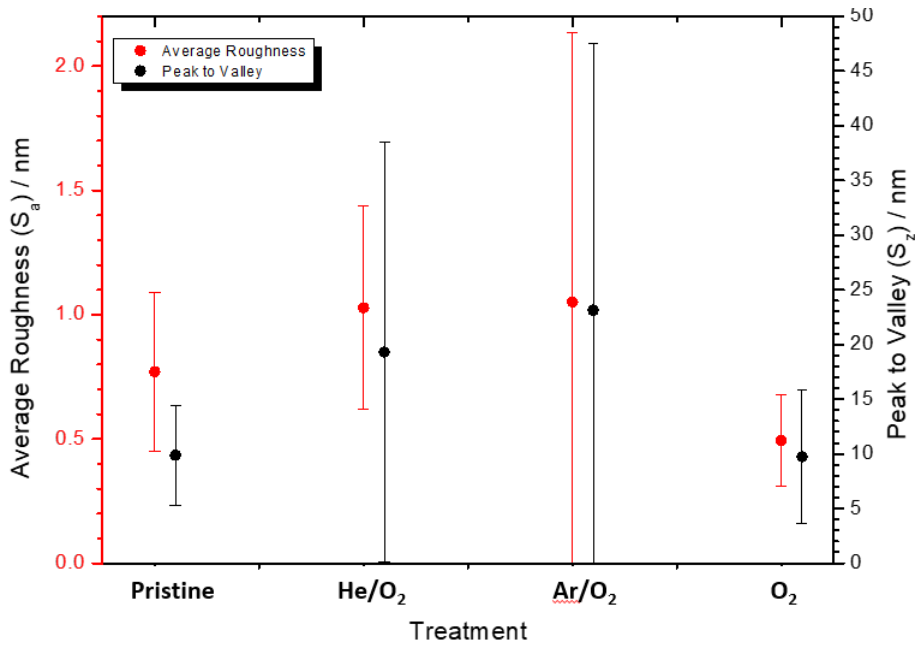 Average Roughness
Peak to Valley
Average Roughness (Sₐ) / nm
2.0
1.5
1.0
0.5
0.0
50
45
40
35
30
25
20
15
10
5
0
Peak to Valley (S_z) / nm
Pristine He/O₂ Ar/O₂ O₂
Treatment